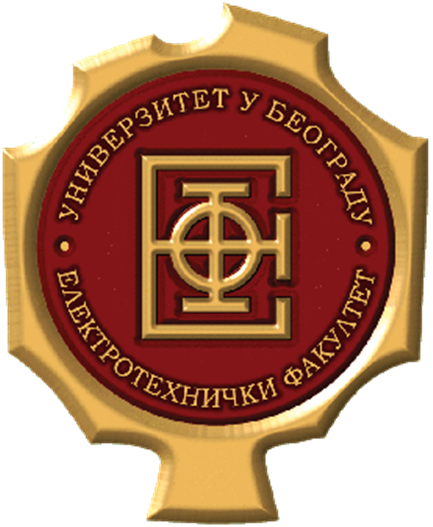 УНИВЕРЗИТЕТ У БЕОГРАДУ
ЕЛЕКТРОТЕХНИЧКИ ФАКУЛТЕТ